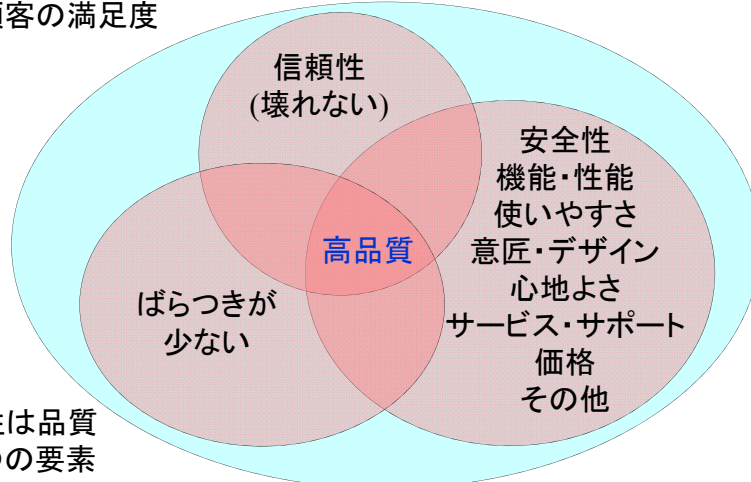 顧客の満足度
信頼性
(壊れない)
安全性
機能・性能
使いやすさ
意匠・デザイン
心地よさ
サービス・サポート
価格
その他
高品質
ばらつきが
少ない
性は品質
つの要素